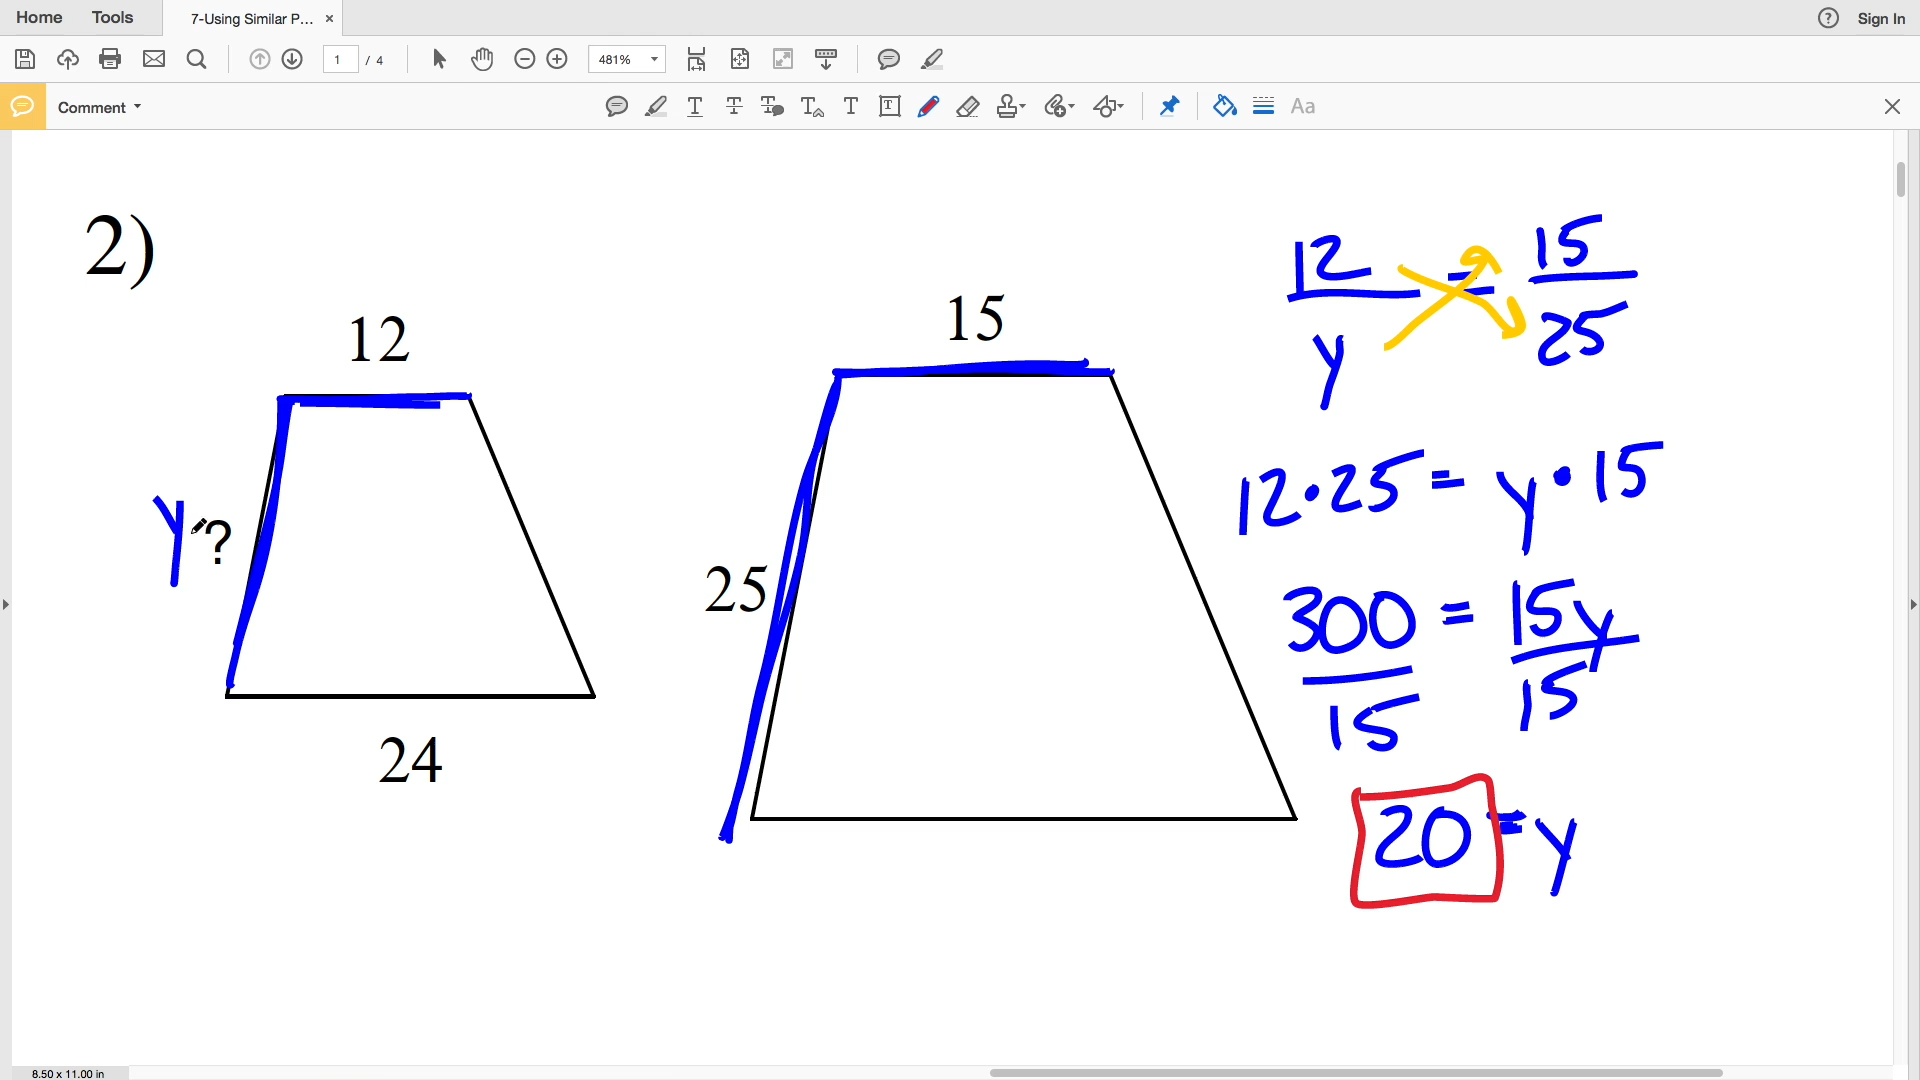 Home Tools 7-Using Similar P... × ? Sign In
1 / 4 481%
Comment Aa
2)
12
15
y ?
25
24
12/y = 15/25
12·25 = y·15
300/15 = 15y/15
20 = y
8.50 x 11.00 in